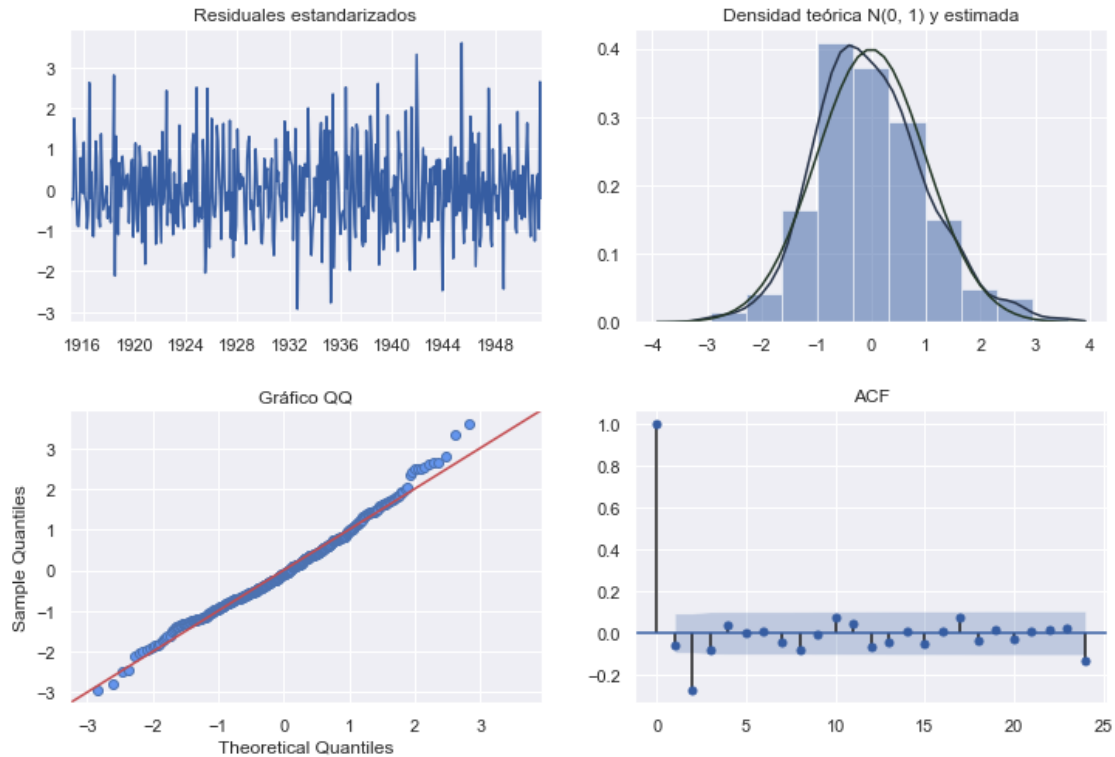 Residuales estandarizados
3
2
1
0
−1
−2
−3
1916 1920 1924 1928 1932 1936 1940 1944 1948
Densidad teórica N(0, 1) y estimada
0.4
0.3
0.2
0.1
0.0
−4 −3 −2 −1 0 1 2 3 4
Gráfico QQ
Sample Quantiles
3
2
1
0
−1
−2
−3
−3 −2 −1 0 1 2 3
Theoretical Quantiles
ACF
1.0
0.8
0.6
0.4
0.2
0.0
−0.2
0 5 10 15 20 25